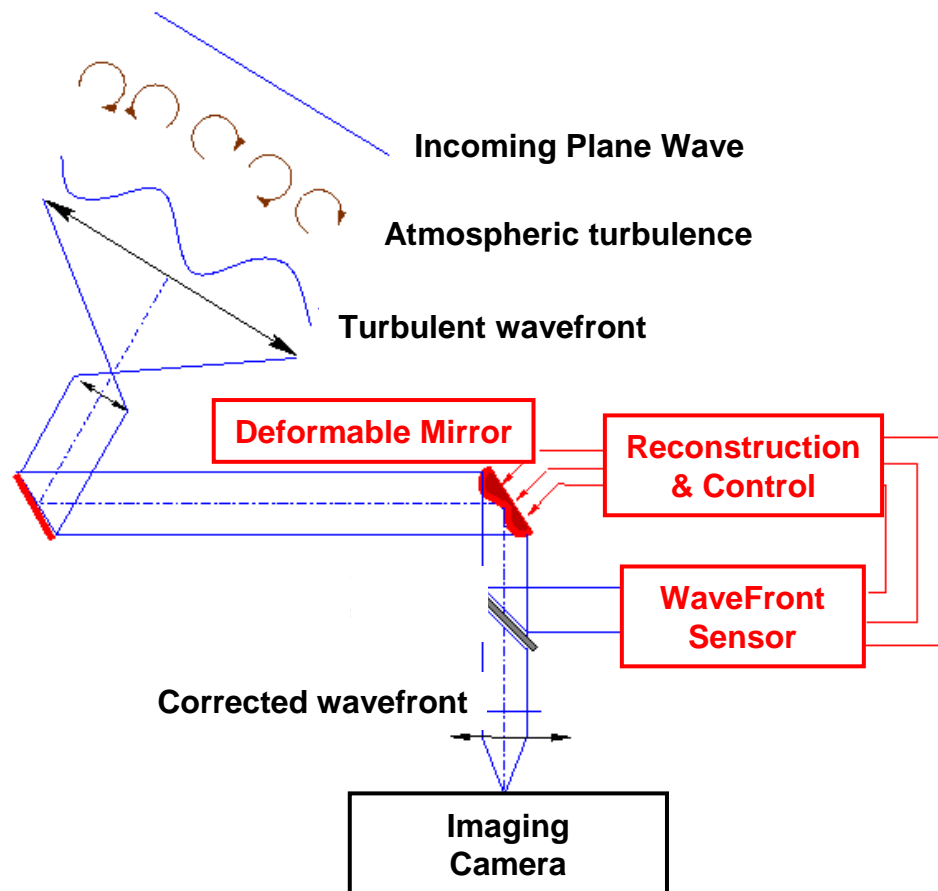 Incoming Plane Wave
Atmospheric turbulence
Turbulent wavefront
Deformable Mirror
Reconstruction
& Control
WaveFront
Sensor
Corrected wavefront
Imaging
Camera